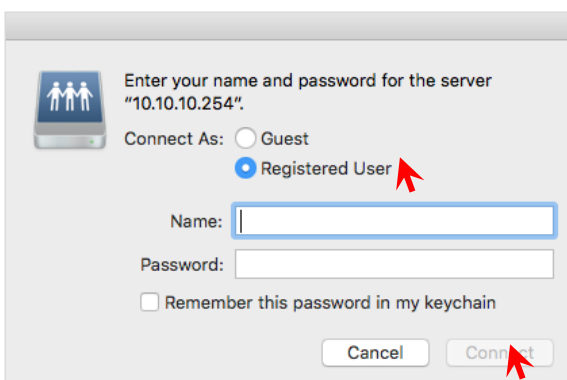 Enter your name and password for the server
"10.10.10.254".
Connect As: Guest
Registered User
Name:
Password:
Remember this password in my keychain
Cancel Connect